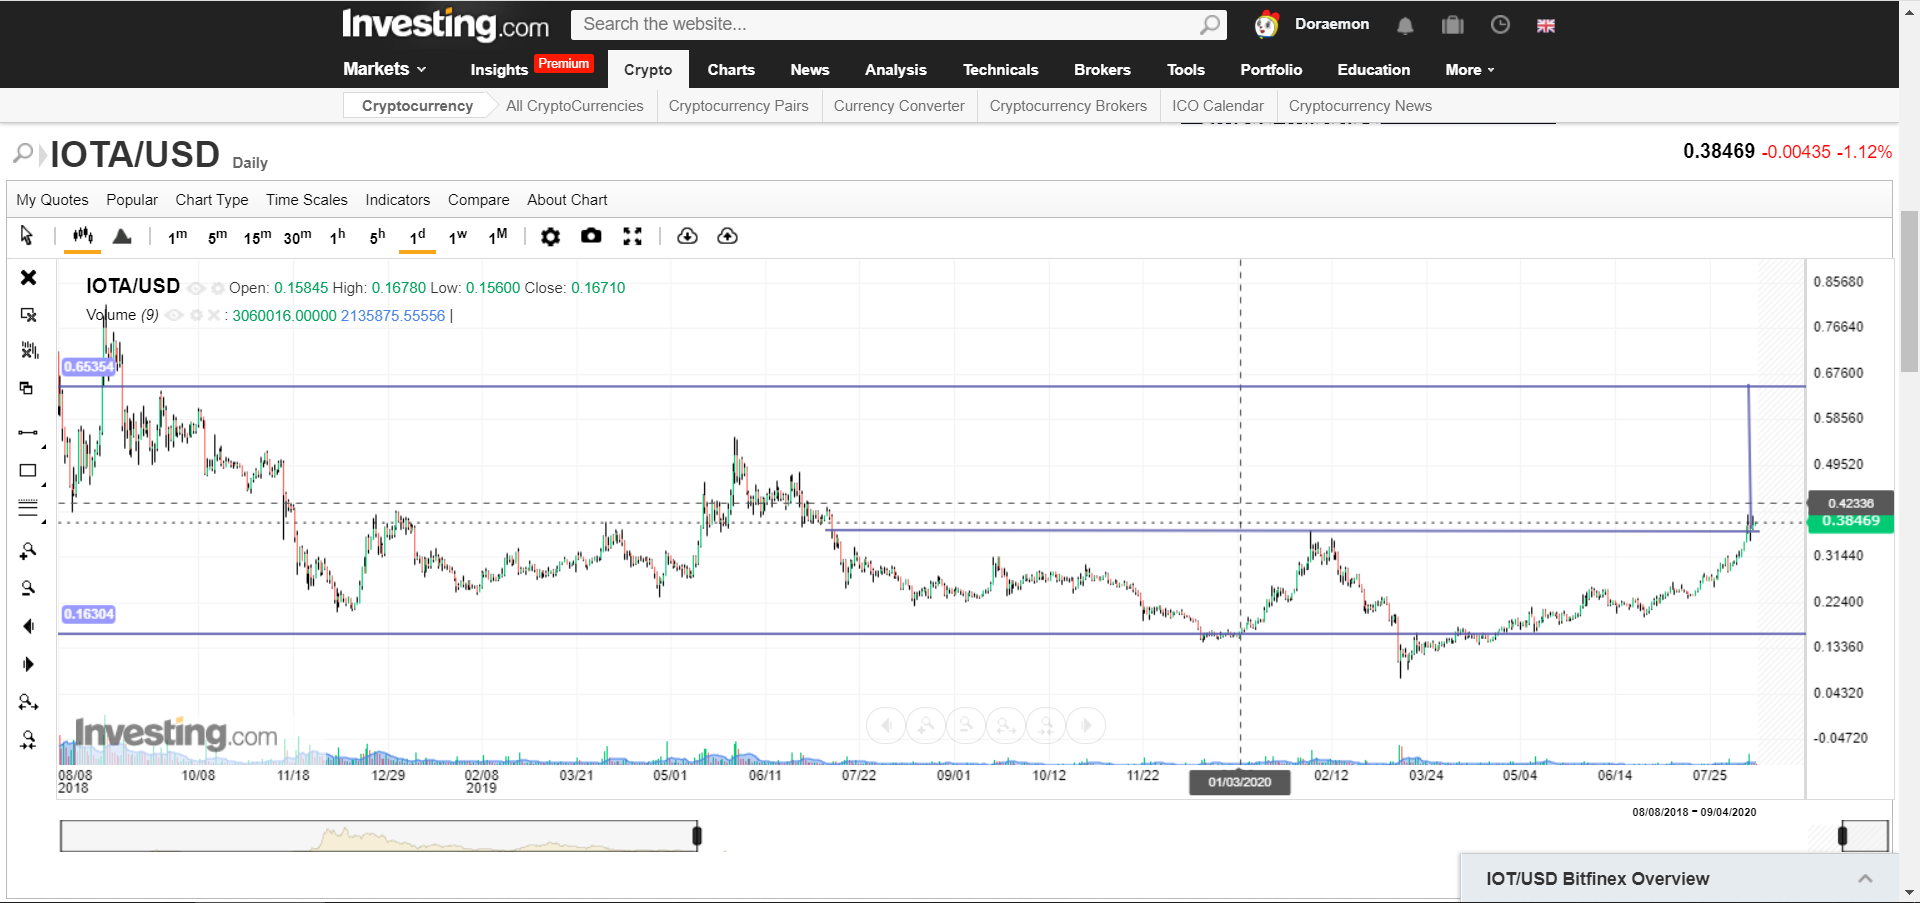 Investing.com
Search the website...
Doraemon
Markets
Insights Premium
Crypto
Charts
News
Analysis
Technicals
Brokers
Tools
Portfolio
Education
More
Cryptocurrency
All CryptoCurrencies
Cryptocurrency Pairs
Currency Converter
Cryptocurrency Brokers
ICO Calendar
Cryptocurrency News
IOTA/USD Daily
0.38469 -0.00435 -1.12%
My Quotes Popular Chart Type Time Scales Indicators Compare About Chart
1m 5m 15m 30m 1h 5h 1d 1w 1M
IOTA/USD Open: 0.15845 High: 0.16780 Low: 0.15600 Close: 0.16710
Volume (9) : 3060016.00000 2135875.55556 |
0.65354
0.16304
0.85680
0.76640
0.67600
0.58560
0.49520
0.42336
0.38469
0.31440
0.22400
0.13360
0.04320
-0.04720
Investing.com
08/08 10/08 11/18 12/29 02/08 03/21 05/01 06/11 07/22 09/01 10/12 11/22 01/03/2020 02/12 03/24 05/04 06/14 07/25
2018 2019
08/08/2018 - 09/04/2020
IOT/USD Bitfinex Overview